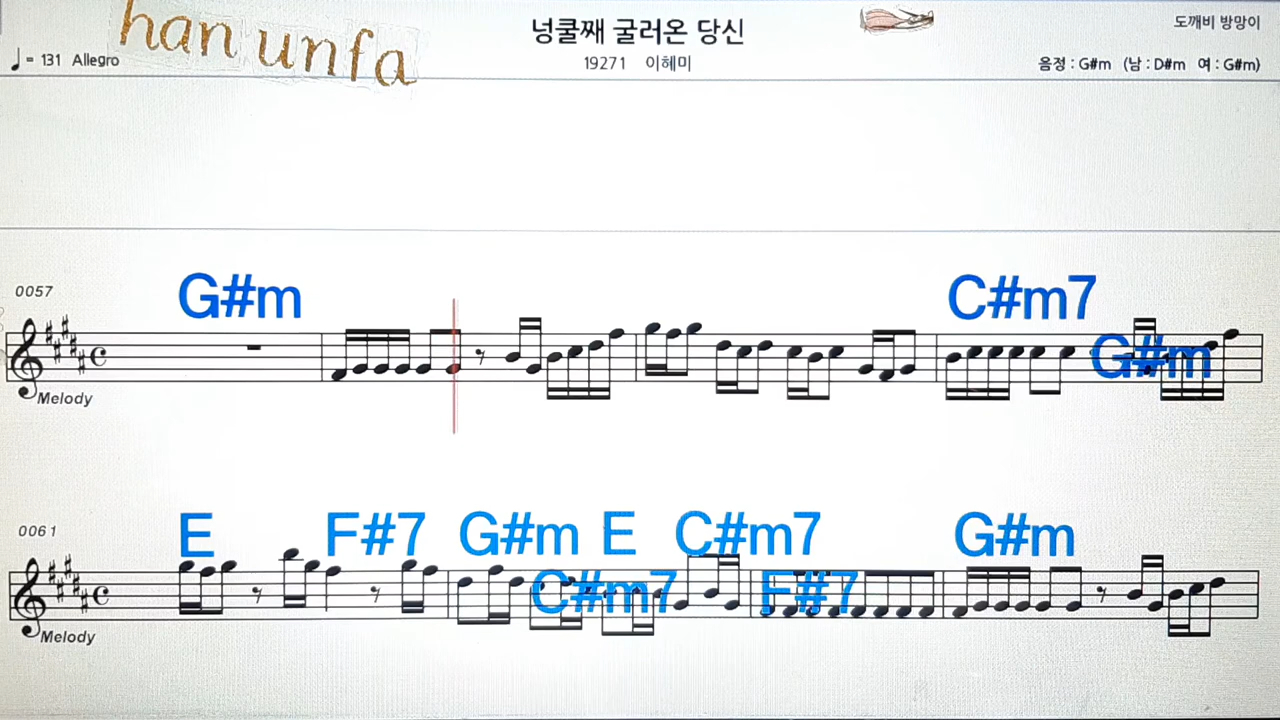 han unfa
넝쿨째 굴러온 당신
도깨비 방망이
♩= 131 Allegro
19271 이혜미
음정 : G#m (남 : D#m 여 : G#m)
0057
G#m
C#m7
G#m
Melody
0061
E F#7 G#m E C#m7 G#m
C#m7 F#7
Melody